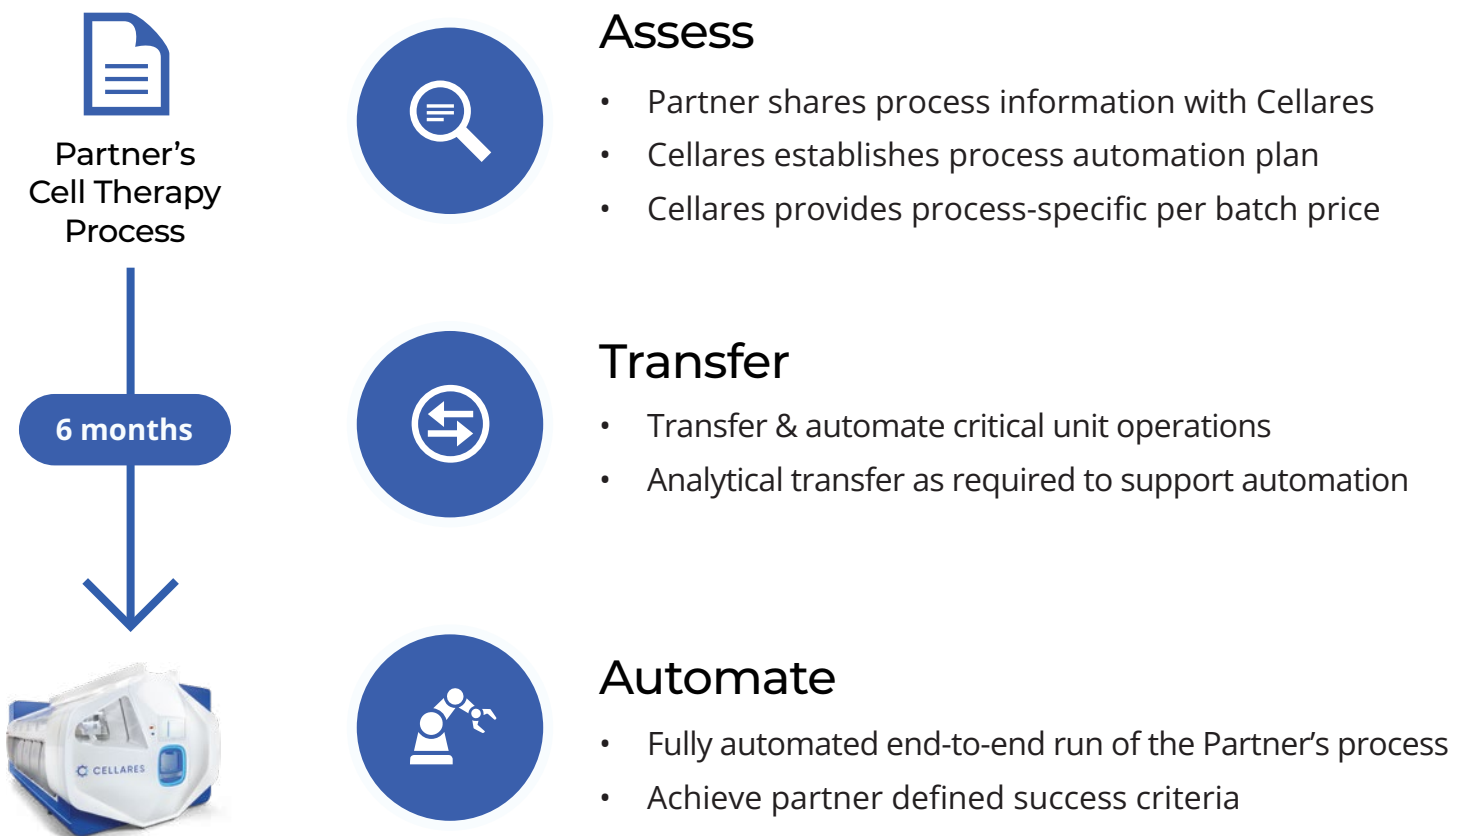 Partner’s
Cell Therapy
Process
6 months
CELLARES
Assess
• Partner shares process information with Cellares
• Cellares establishes process automation plan
• Cellares provides process-specific per batch price
Transfer
• Transfer & automate critical unit operations
• Analytical transfer as required to support automation
Automate
• Fully automated end-to-end run of the Partner’s process
• Achieve partner defined success criteria